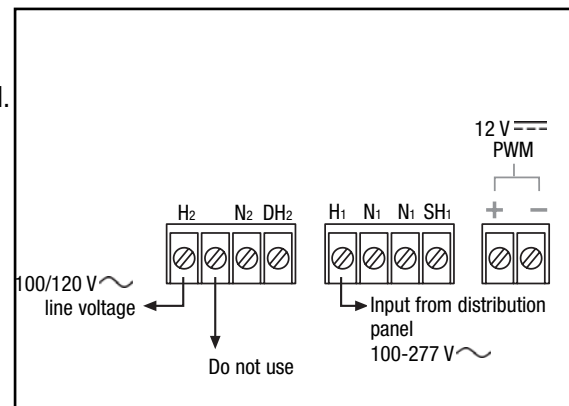 l.
12 V
PWM
+ −
H2 N2 DH2 H1 N1 N1 SH1
100/120 V
line voltage
Do not use
Input from distribution
panel
100-277 V